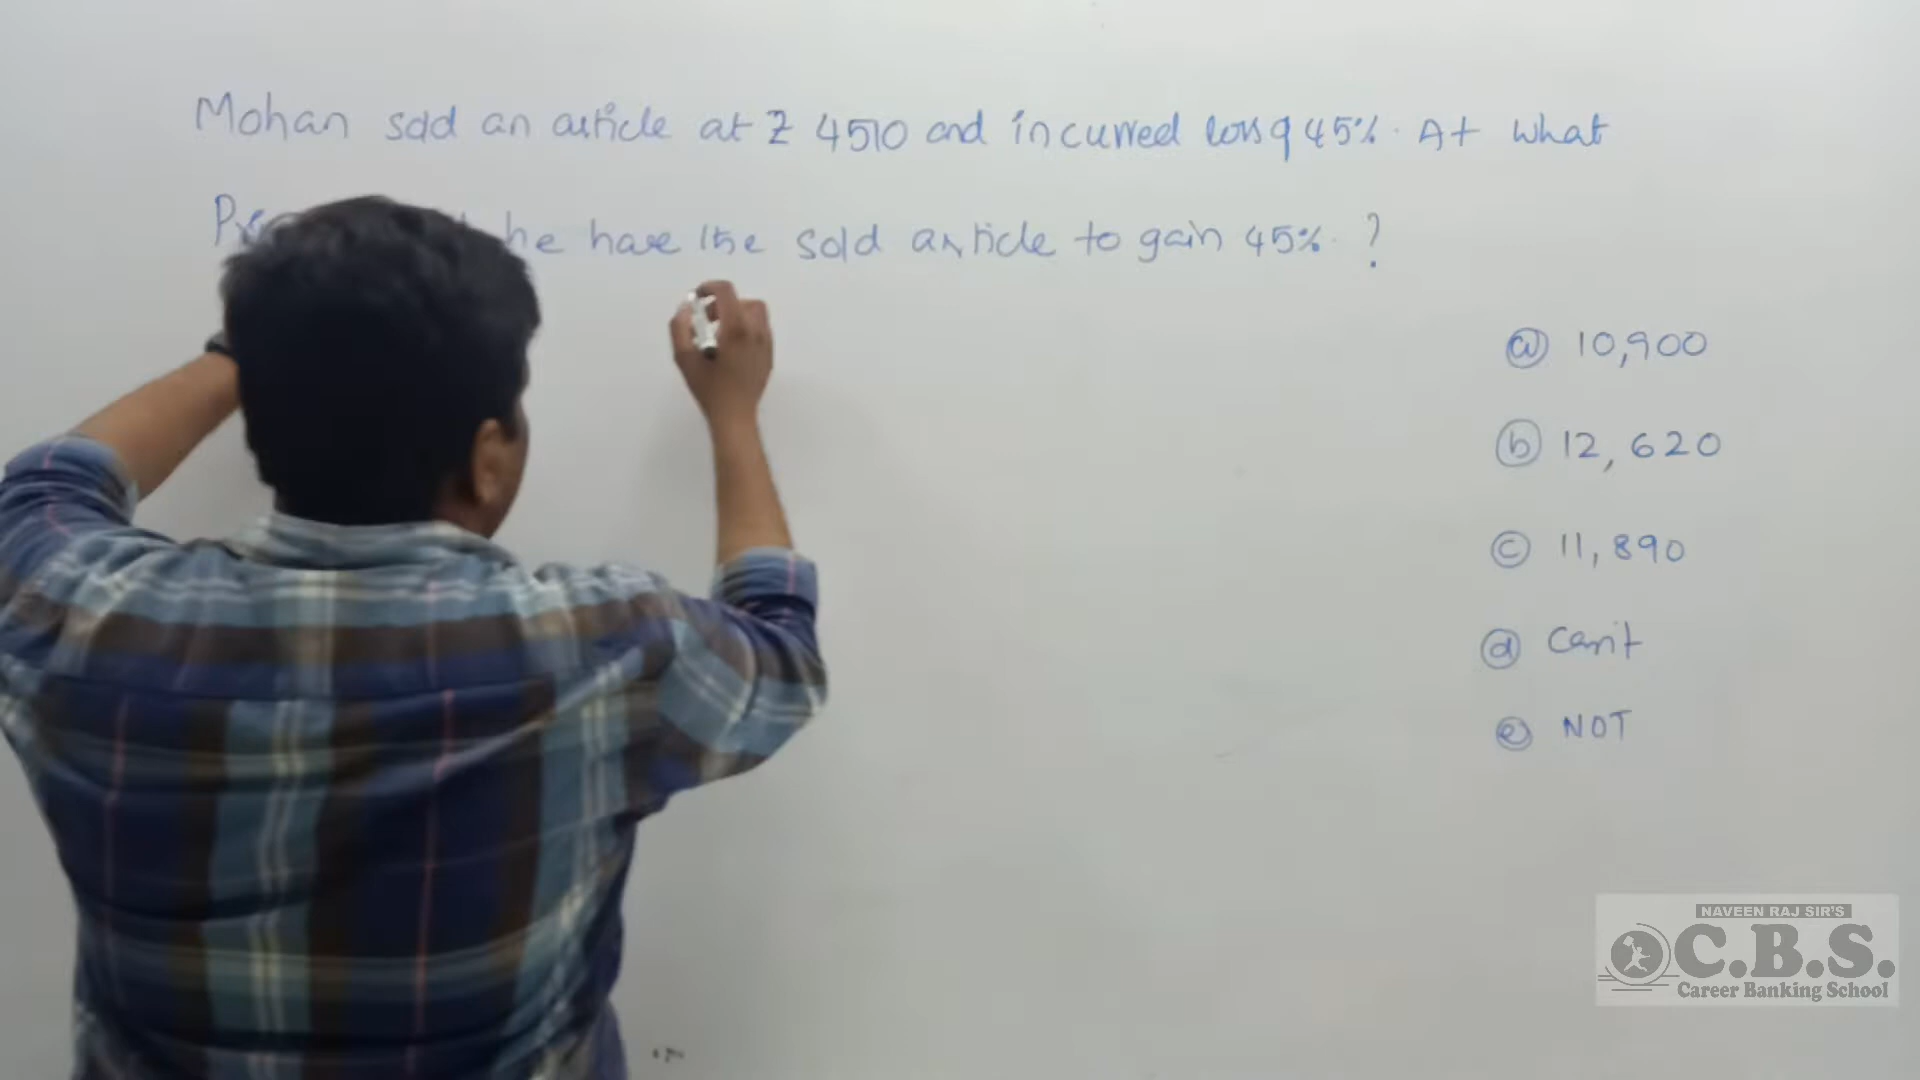 Mohan sold an article at ₹ 4510 and incurred loss of 45%. At what
he have the sold article to gain 45%. ?
ⓐ 10,900
ⓑ 12,620
ⓒ 11,890
ⓓ Can't
ⓔ NOT
NAVEEN RAJ SIR'S
C.B.S.
Career Banking School